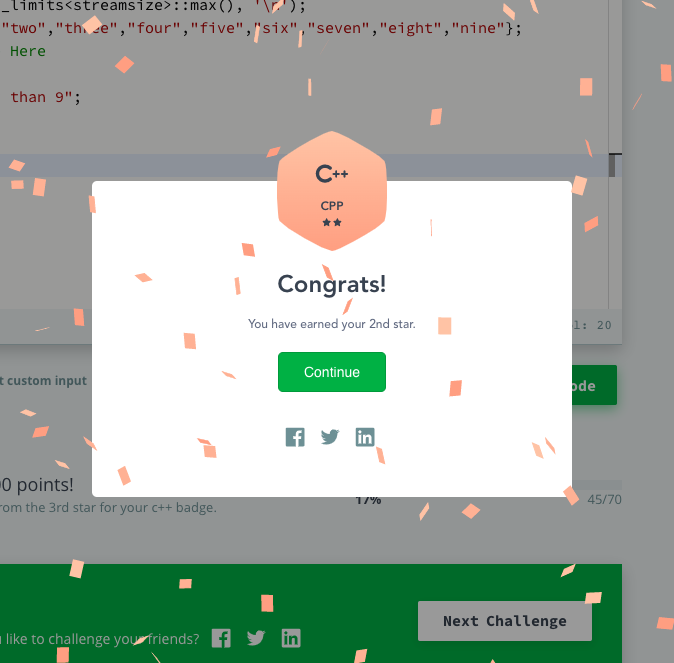 _limits<streamsize>::max(), '\n');
"two","three","four","five","six","seven","eight","nine"};
Here
than 9";
C++
CPP
Congrats!
You have earned your 2nd star.
: 20
Continue
t custom input
ode
0 points!
rom the 3rd star for your c++ badge.
17%
45/70
u like to challenge your friends?
Next Challenge